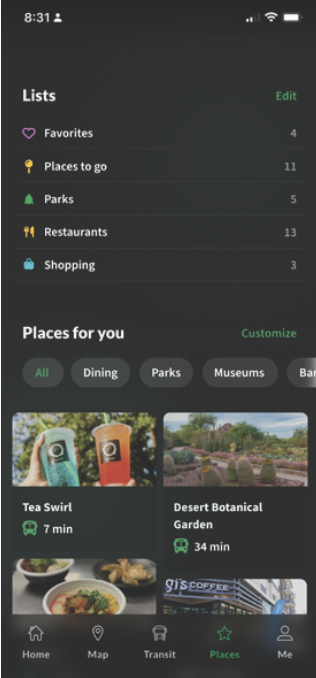 8:31
Lists
Edit
Favorites
4
Places to go
11
Parks
5
Restaurants
13
Shopping
3
Places for you
Customize
All
Dining
Parks
Museums
Bar
Tea Swirl
7 min
Desert Botanical
Garden
34 min
gi's COFFEE
Home
Map
Transit
Places
Me